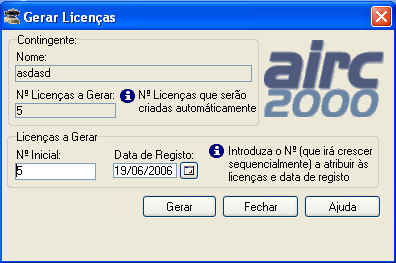 Gerar Licenças
Contingente:
Nome:
asdasd
Nº Licenças a Gerar:
5
Nº Licenças que serão
criadas automáticamente
airc
2000
Licenças a Gerar
Nº Inicial:
5
Data de Registo:
19/06/2006
Introduza o Nº (que irá crescer
sequencialmente) a atribuir às
licenças e data de registo
Gerar
Fechar
Ajuda